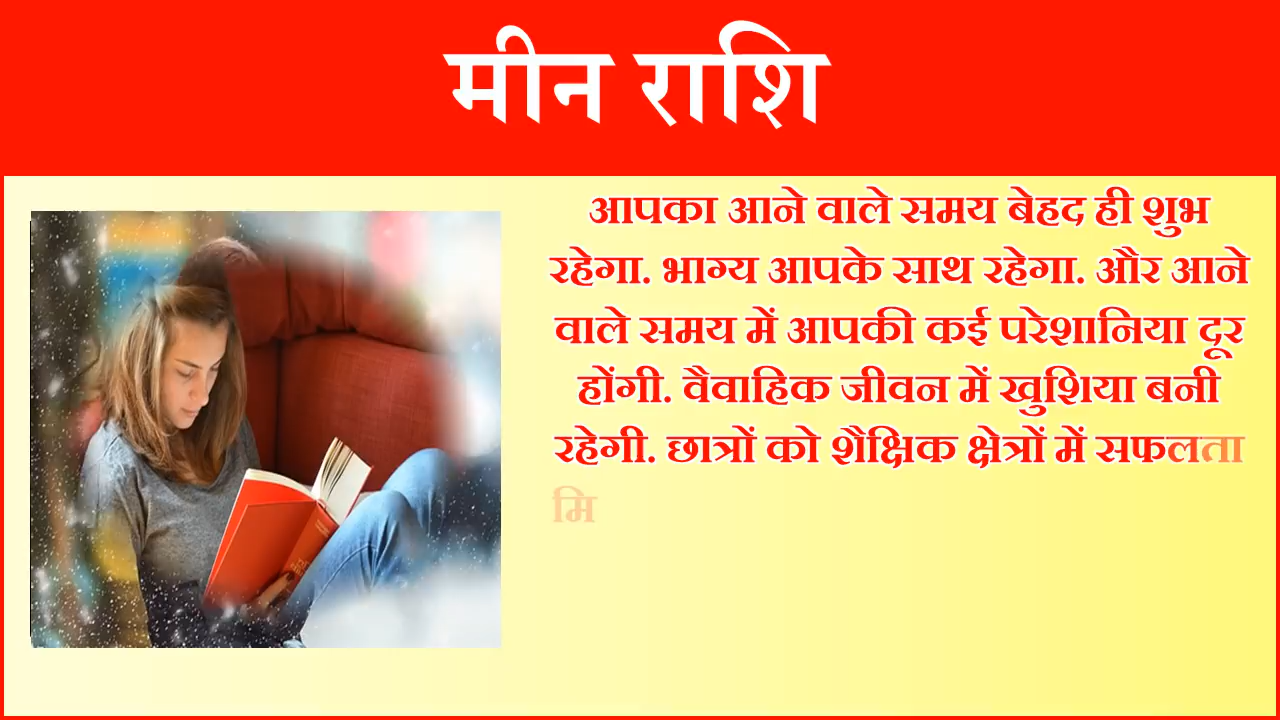 मीन राशि
आपका आने वाले समय बेहद ही शुभ
रहेगा. भाग्य आपके साथ रहेगा. और आने
वाले समय में आपकी कई परेशानिया दूर
होंगी. वैवाहिक जीवन में खुशिया बनी
रहेगी. छात्रों को शैक्षिक क्षेत्रों में सफलता
मि